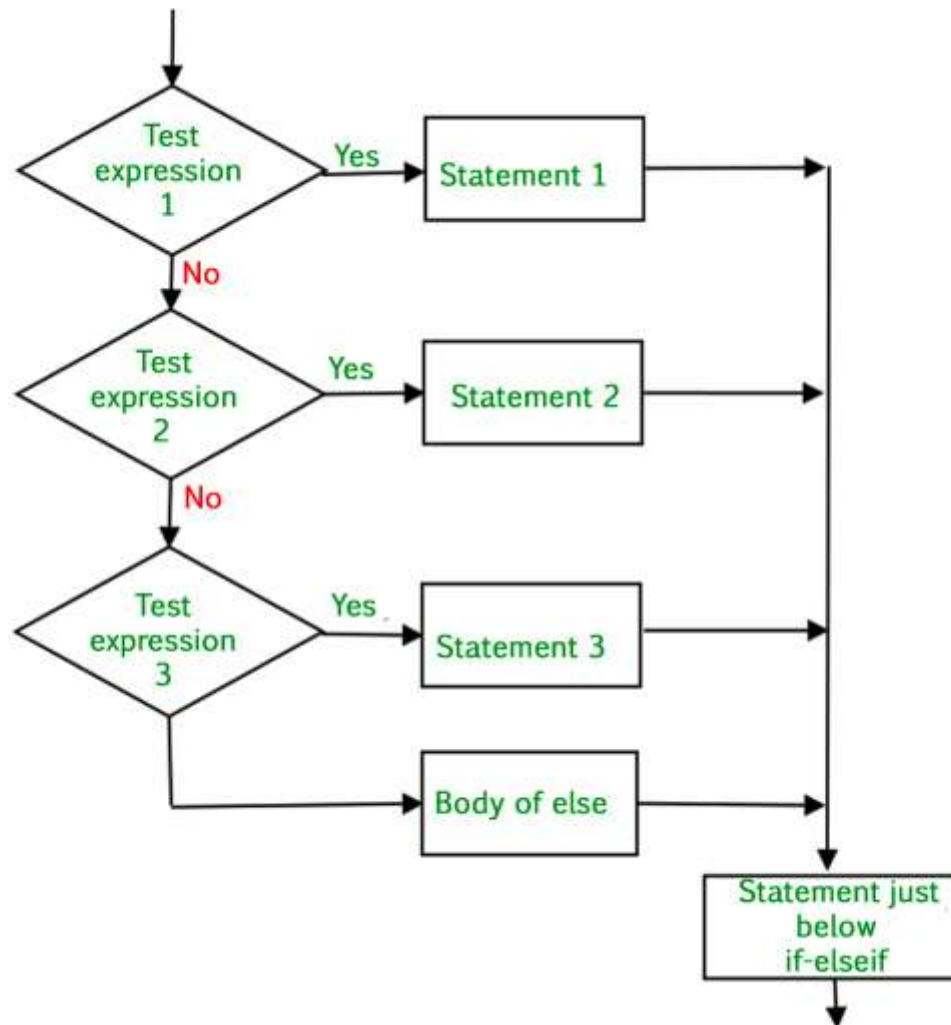 Test
expression
1
Yes
Statement 1
No
Test
expression
2
Yes
Statement 2
No
Test
expression
3
Yes
Statement 3
Body of else
Statement just
below
if-elseif